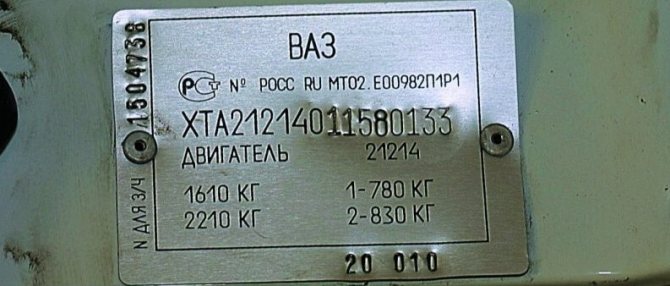 ВАЗ
№ РОСС RU МТ02.Е00982П1Р1
ХТА21214011580133
ДВИГАТЕЛЬ 21214
1610 КГ 1-780 КГ
2210 КГ 2-830 КГ
20 010
N ДЛЯ З/Ч 1504738